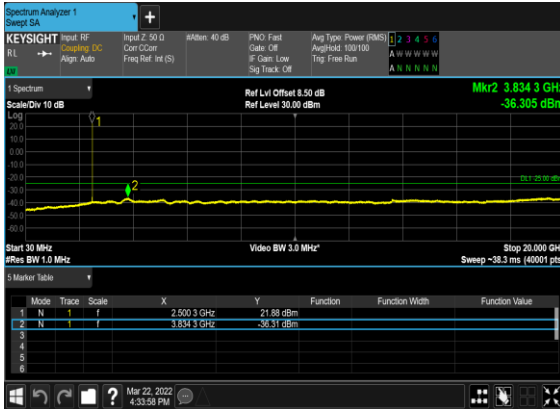 Spectrum Analyzer 1
Swept SA
KEYSIGHT
RL
Input: RF
Coupling: DC
Align: Auto
Input Z: 50 Ω
Corr CCorr
Freq Ref: Int (S)
#Atten: 40 dB
PNO: Fast
Gate: Off
IF Gain: Low
Sig Track: Off
Avg Type: Power (RMS)
Avg|Hold: 100/100
Trig: Free Run
1 2 3 4 5 6
A W W W W W
A N N N N N
1 Spectrum
Scale/Div 10 dB
Ref Lvl Offset 8.50 dB
Ref Level 30.00 dBm
Mkr2 3.834 3 GHz
-36.305 dBm
Log
20.0
10.0
0.00
-10.0
-20.0
-30.0
-40.0
-50.0
-60.0
1
2
DL1 -25.00 dBm
Start 30 MHz
#Res BW 1.0 MHz
Video BW 3.0 MHz*
Stop 20.000 GHz
Sweep ~38.3 ms (40001 pts)
5 Marker Table
Mode Trace Scale X Y Function Function Width Function Value
1 N 1 f 2.500 3 GHz 21.88 dBm
2 N 1 f 3.834 3 GHz -36.31 dBm
3
4
5
6
?
Mar 22, 2022
4:33:58 PM